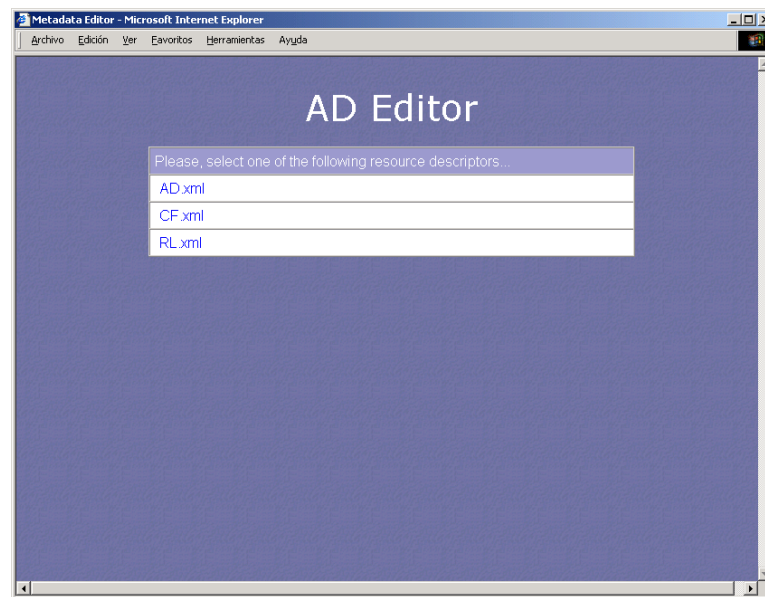 Metadata Editor - Microsoft Internet Explorer
Archivo Edición Ver Favoritos Herramientas Ayuda
AD Editor
Please, select one of the following resource descriptors...
AD.xml
CF.xml
RL.xml